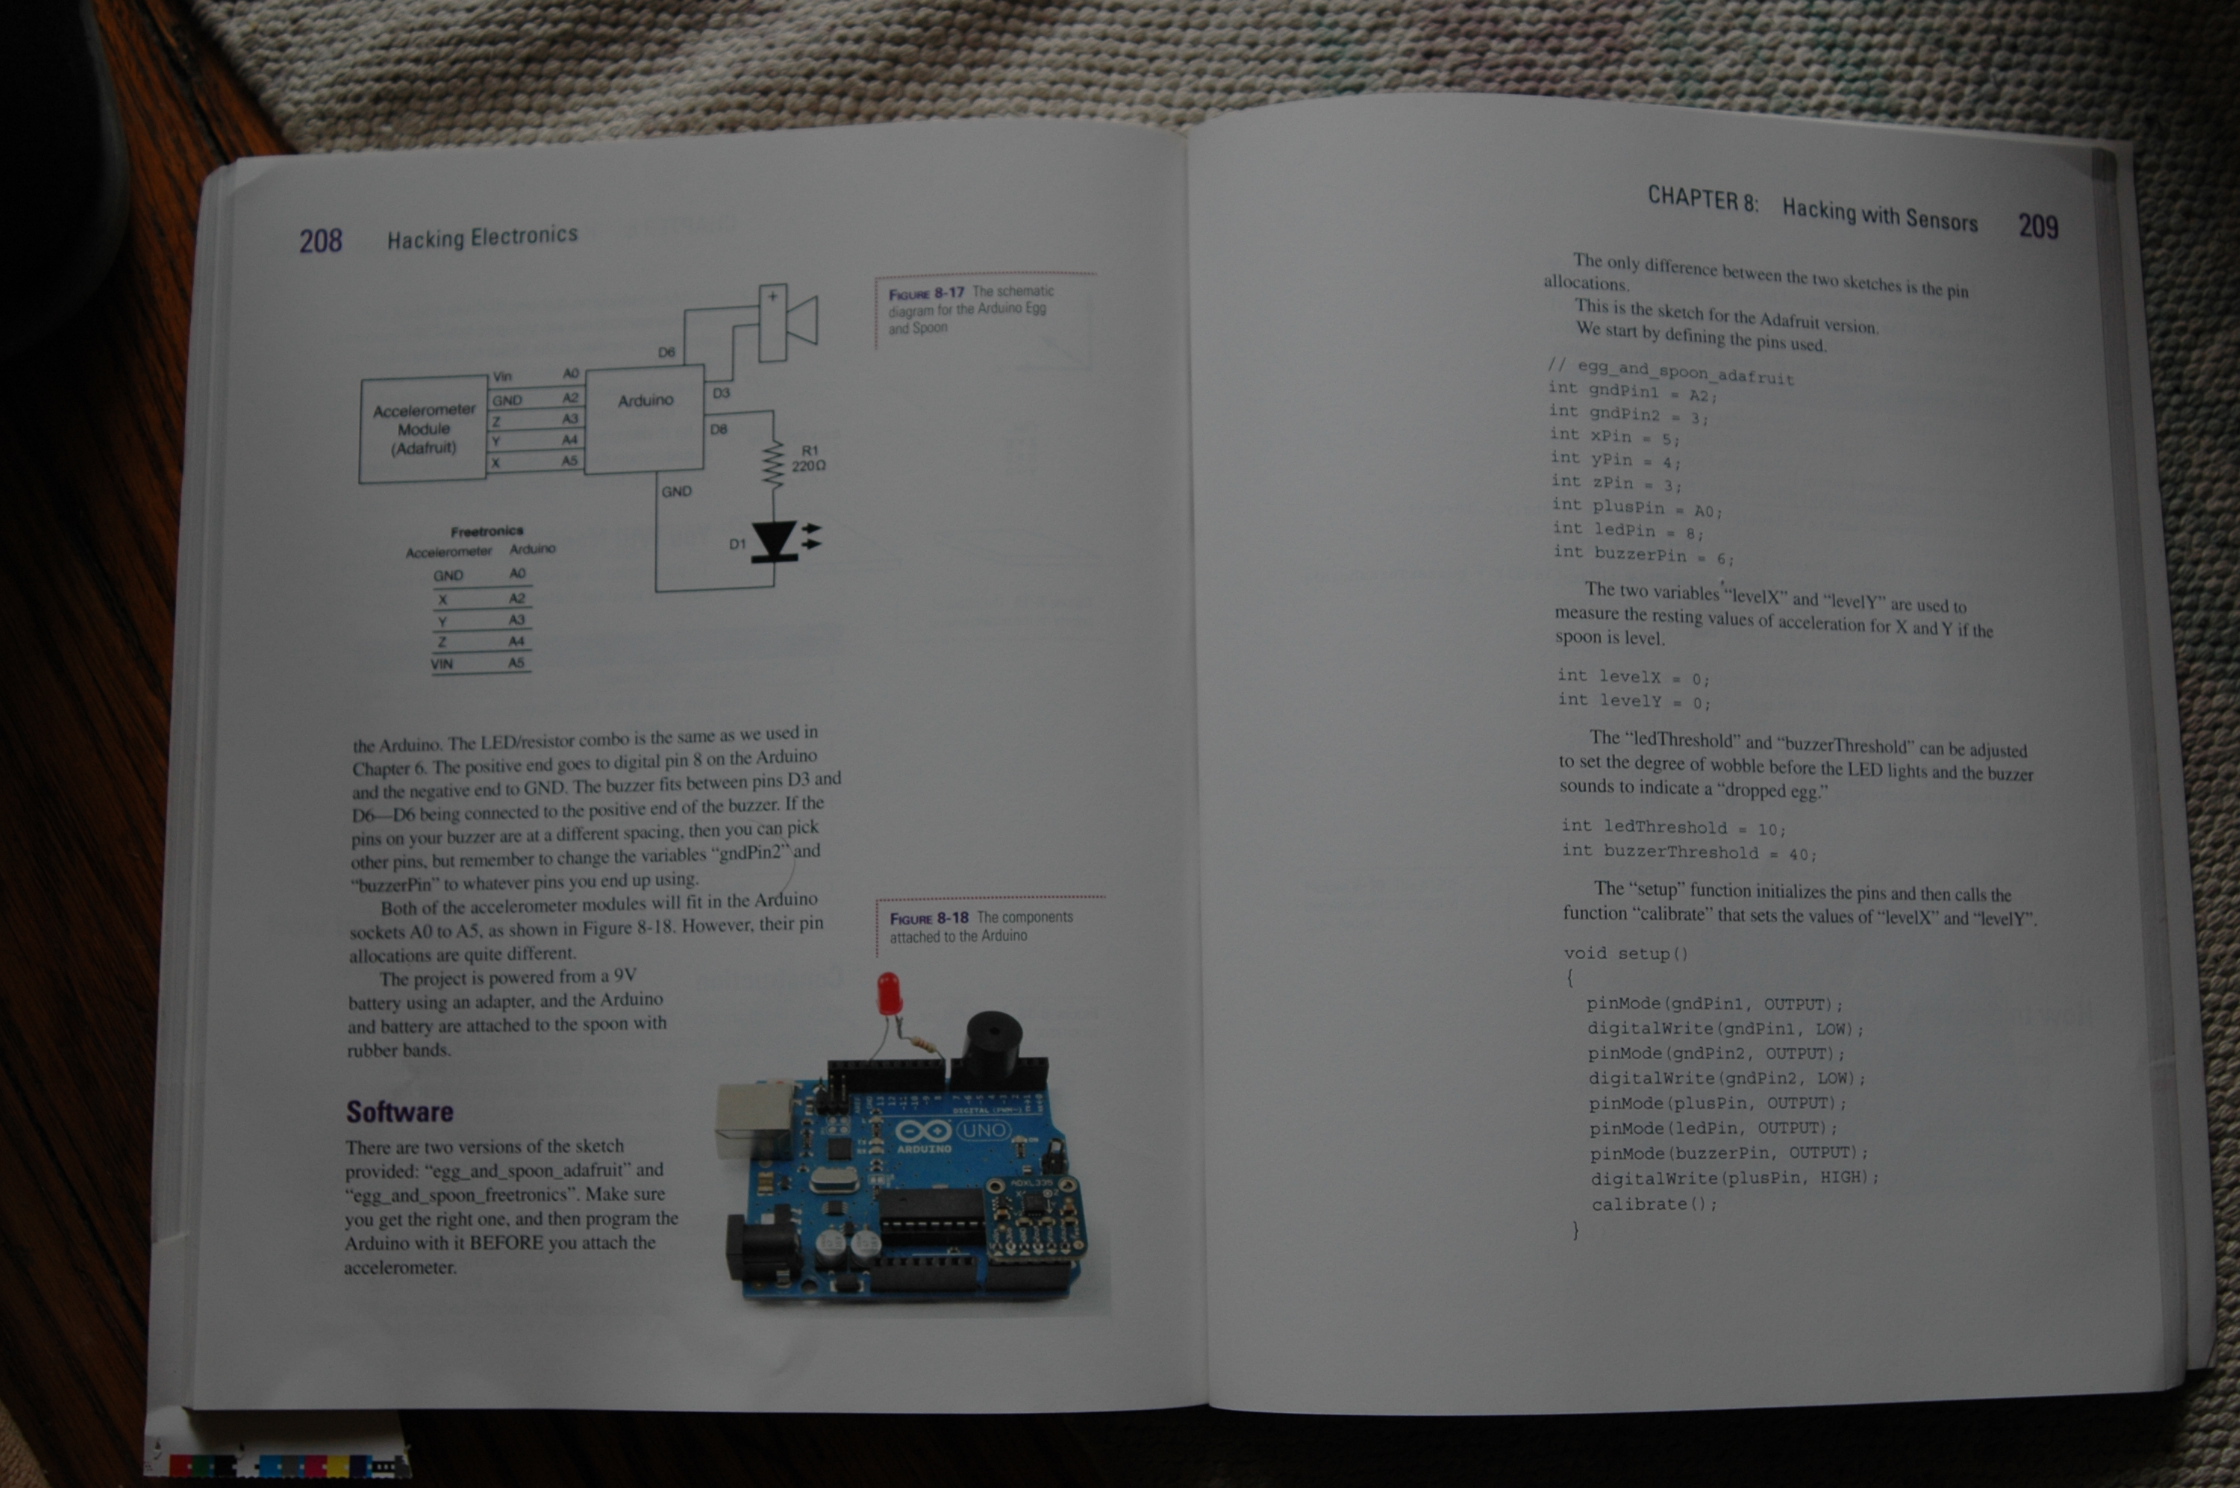 208 Hacking Electronics
FIGURE 8-17 The schematic
diagram for the Arduino Egg
and Spoon
Accelerometer
Module
(Adafruit)
Vin
GND
Z
Y
X
A0
A2
A3
A4
A5
Arduino
D6
D3
D8
GND
+
R1
220Ω
D1
Freetronics
Accelerometer Arduino
GND A0
X A2
Y A3
Z A4
VIN A5
the Arduino. The LED/resistor combo is the same as we used in
Chapter 6. The positive end goes to digital pin 8 on the Arduino
and the negative end to GND. The buzzer fits between pins D3 and
D6—D6 being connected to the positive end of the buzzer. If the
pins on your buzzer are at a different spacing, then you can pick
other pins, but remember to change the variables “gndPin2” and
“buzzerPin” to whatever pins you end up using.
Both of the accelerometer modules will fit in the Arduino
sockets A0 to A5, as shown in Figure 8-18. However, their pin
allocations are quite different.
The project is powered from a 9V
battery using an adapter, and the Arduino
and battery are attached to the spoon with
rubber bands.
FIGURE 8-18 The components
attached to the Arduino
UNO
ARDUINO
Software
There are two versions of the sketch
provided: “egg_and_spoon_adafruit” and
“egg_and_spoon_freetronics”. Make sure
you get the right one, and then program the
Arduino with it BEFORE you attach the
accelerometer.
CHAPTER 8: Hacking with Sensors 209
The only difference between the two sketches is the pin
allocations.
This is the sketch for the Adafruit version.
We start by defining the pins used.
// egg_and_spoon_adafruit
int gndPin1 = A2;
int gndPin2 = 3;
int xPin = 5;
int yPin = 4;
int zPin = 3;
int plusPin = A0;
int ledPin = 8;
int buzzerPin = 6;
The two variables “levelX” and “levelY” are used to
measure the resting values of acceleration for X and Y if the
spoon is level.
int levelX = 0;
int levelY = 0;
The “ledThreshold” and “buzzerThreshold” can be adjusted
to set the degree of wobble before the LED lights and the buzzer
sounds to indicate a “dropped egg.”
int ledThreshold = 10;
int buzzerThreshold = 40;
The “setup” function initializes the pins and then calls the
function “calibrate” that sets the values of “levelX” and “levelY”.
void setup()
{
pinMode(gndPin1, OUTPUT);
digitalWrite(gndPin1, LOW);
pinMode(gndPin2, OUTPUT);
digitalWrite(gndPin2, LOW);
pinMode(plusPin, OUTPUT);
pinMode(ledPin, OUTPUT);
pinMode(buzzerPin, OUTPUT);
digitalWrite(plusPin, HIGH);
calibrate();
}